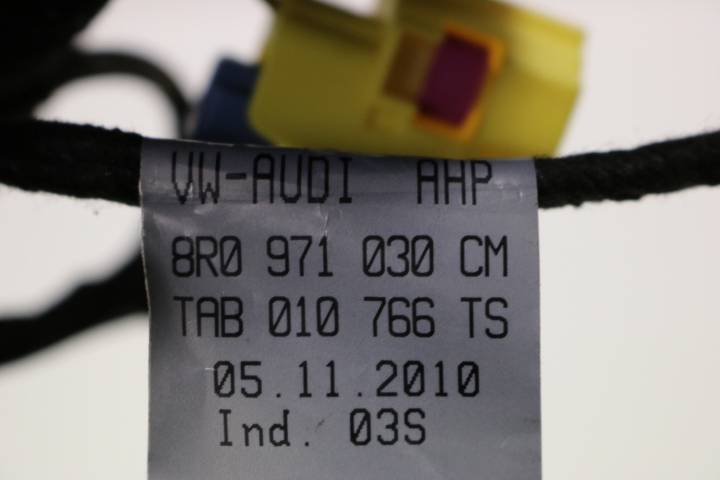 VW-AUDI AHP
8R0 971 030 CM
TAB 010 766 TS
05.11.2010
Ind. 03S